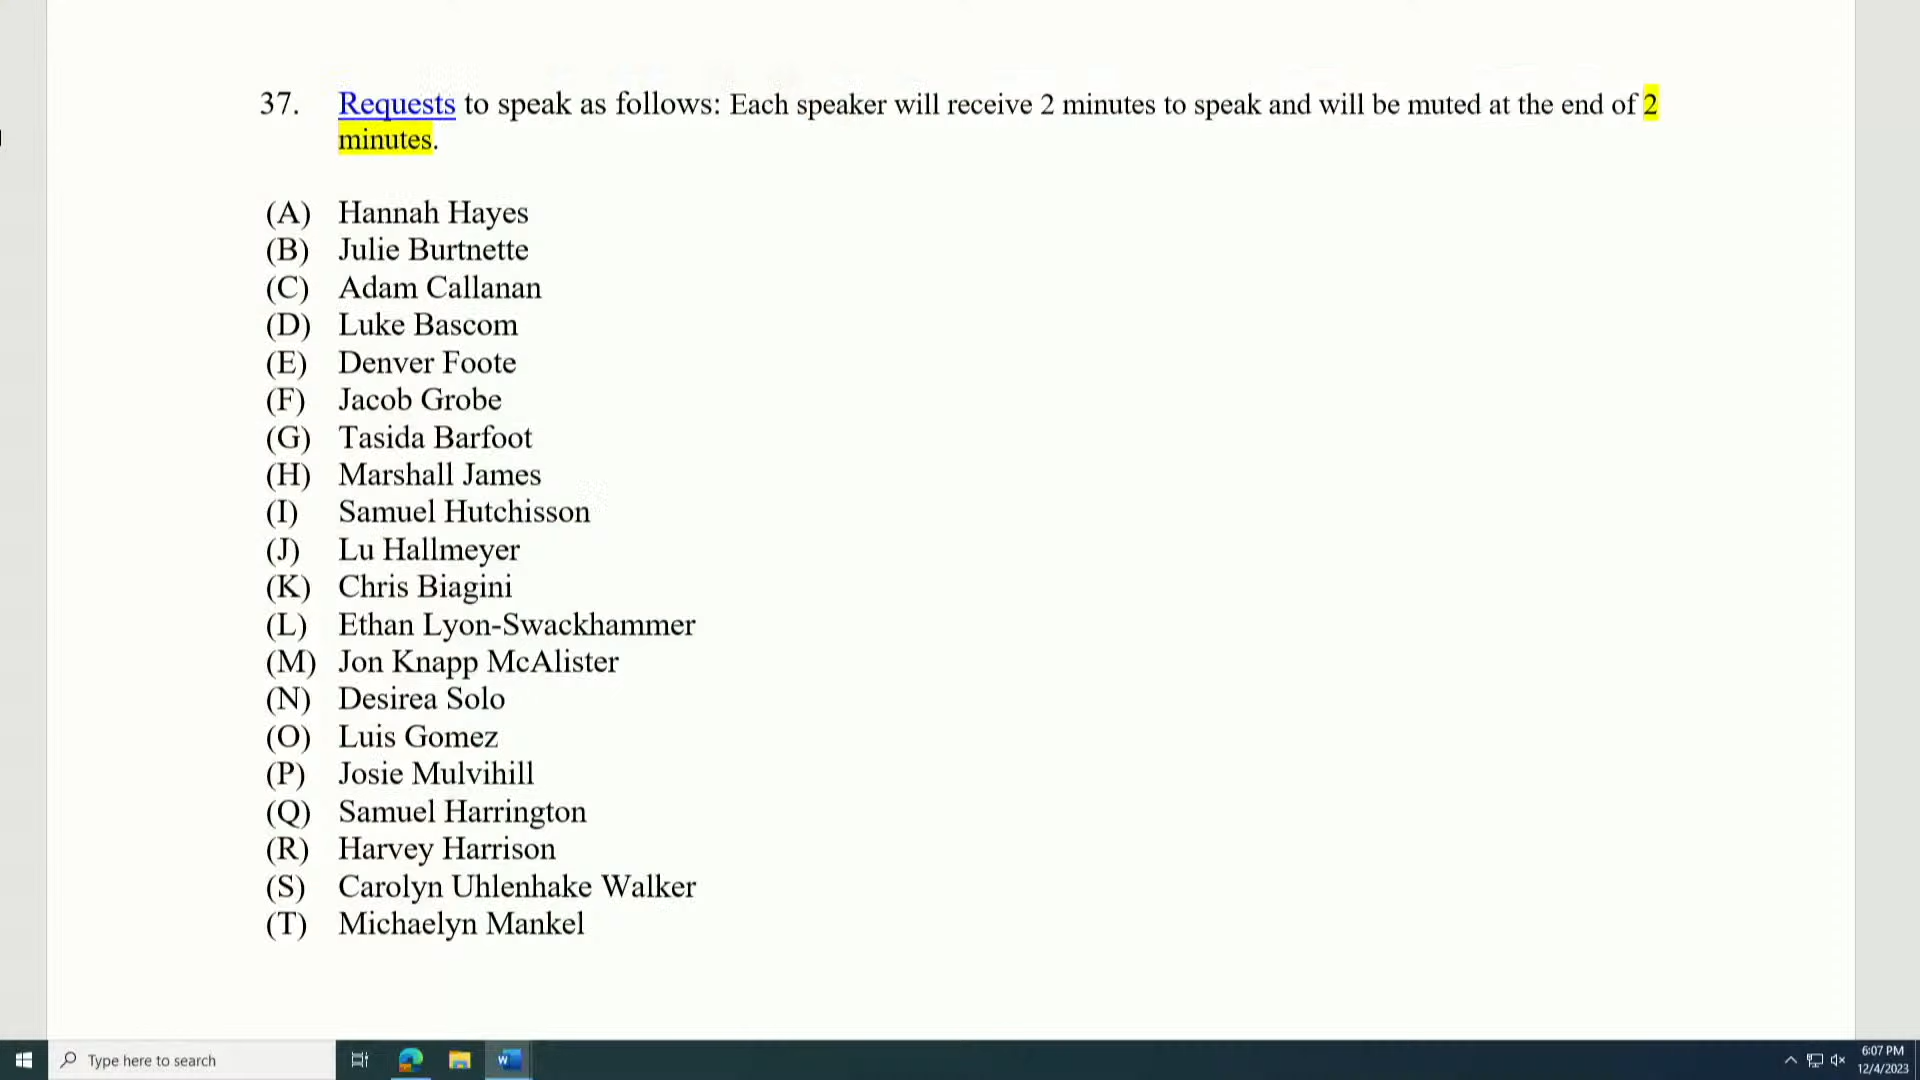 37. Requests to speak as follows: Each speaker will receive 2 minutes to speak and will be muted at the end of 2
minutes.
(A) Hannah Hayes
(B) Julie Burtnette
(C) Adam Callanan
(D) Luke Bascom
(E) Denver Foote
(F) Jacob Grobe
(G) Tasida Barfoot
(H) Marshall James
(I) Samuel Hutchisson
(J) Lu Hallmeyer
(K) Chris Biagini
(L) Ethan Lyon-Swackhammer
(M) Jon Knapp McAlister
(N) Desirea Solo
(O) Luis Gomez
(P) Josie Mulvihill
(Q) Samuel Harrington
(R) Harvey Harrison
(S) Carolyn Uhlenhake Walker
(T) Michaelyn Mankel
Type here to search
W
6:07 PM
12/4/2023